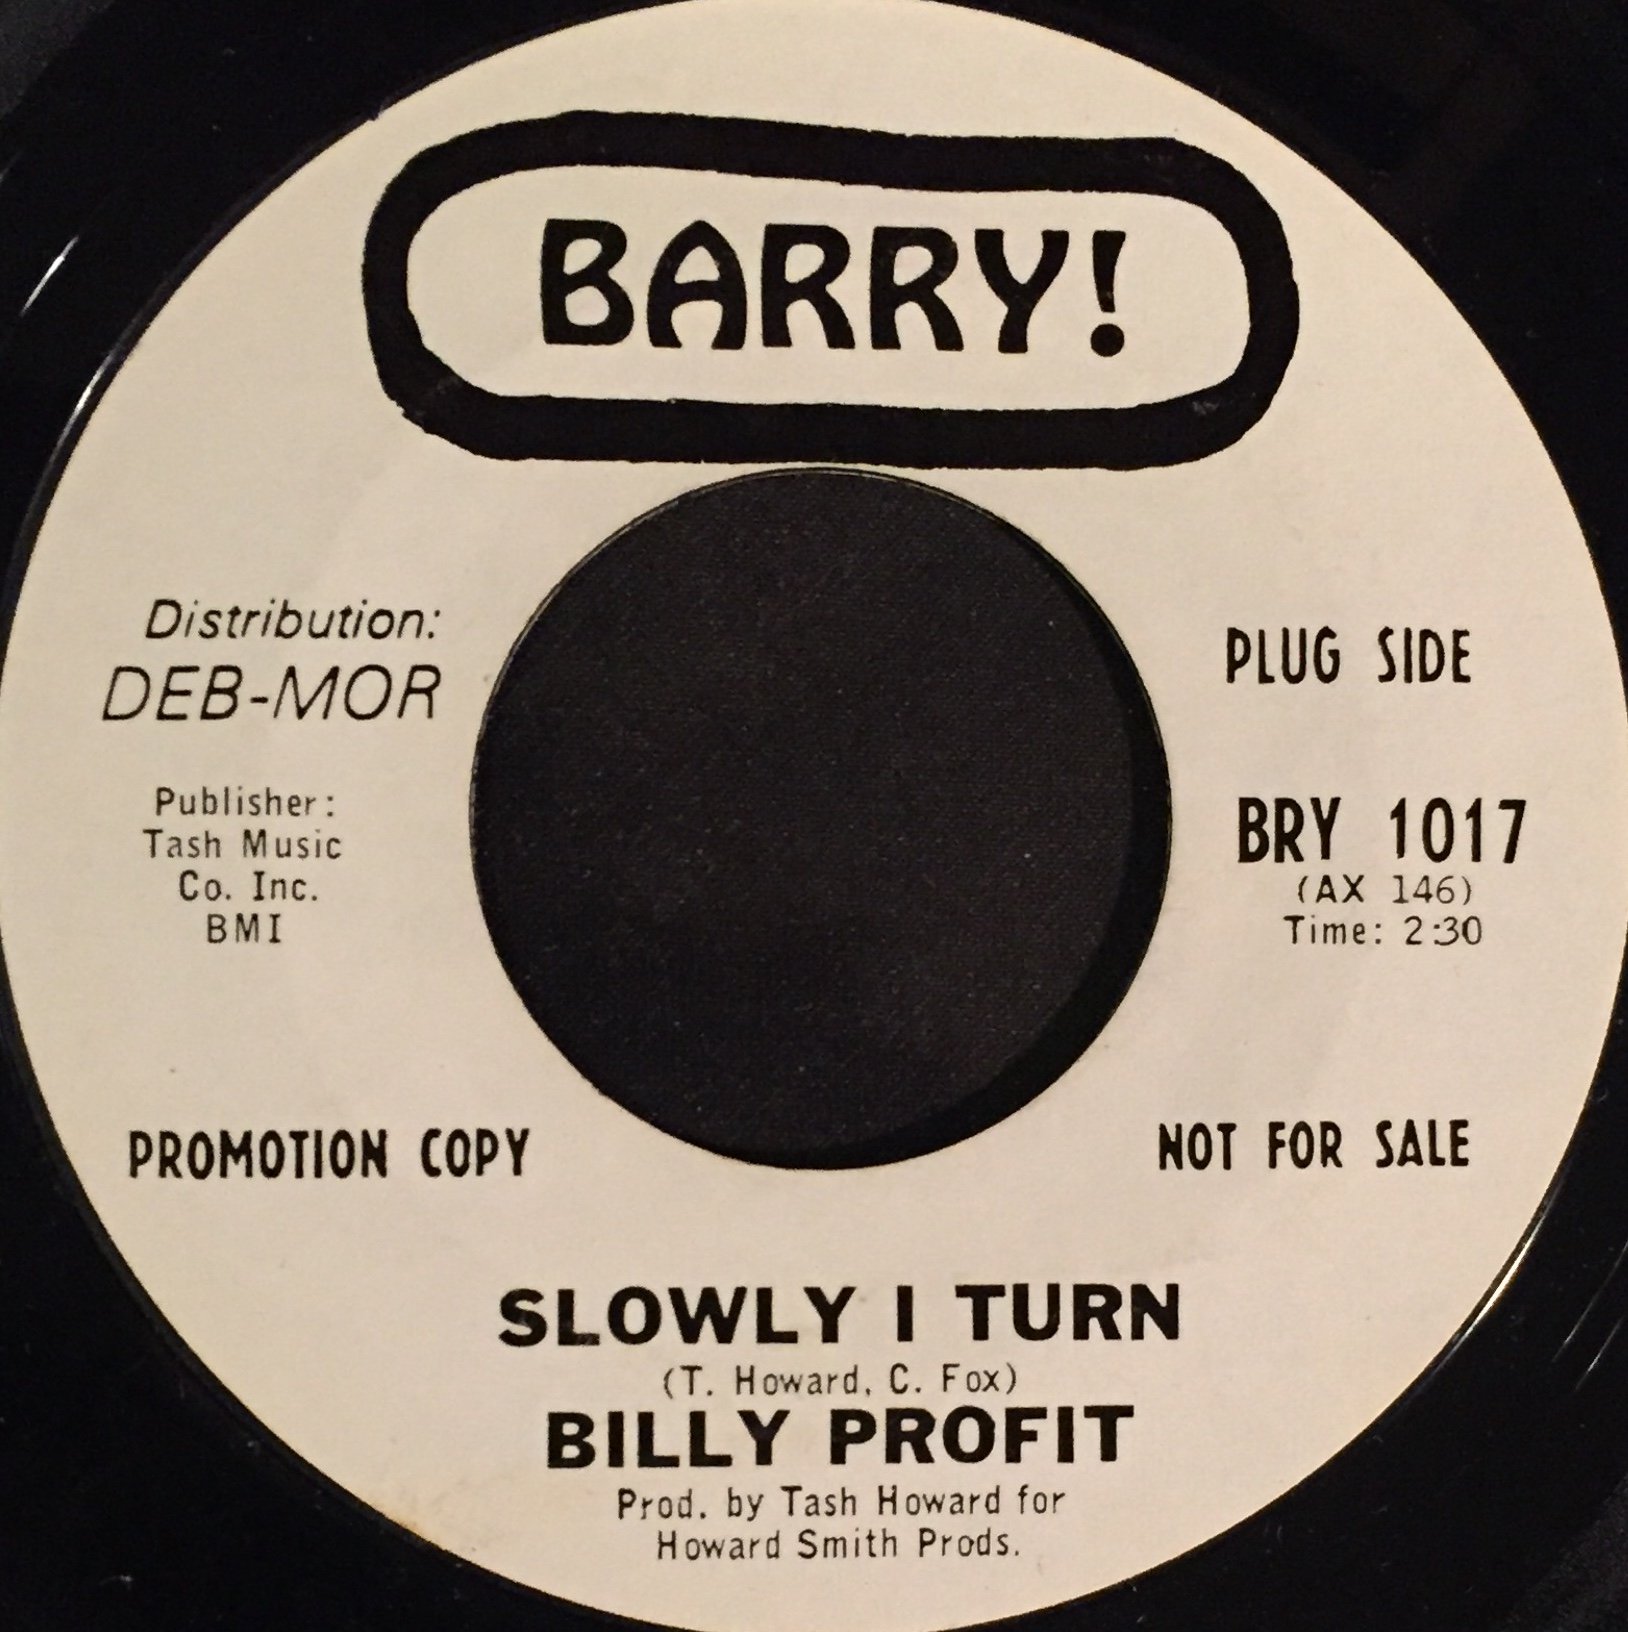 BARRY!
Distribution:
DEB-MOR
Publisher:
Tash Music
Co. Inc.
BMI
PLUG SIDE
BRY 1017
(AX 146)
Time: 2:30
PROMOTION COPY
NOT FOR SALE
SLOWLY I TURN
(T. Howard, C. Fox)
BILLY PROFIT
Prod. by Tash Howard for
Howard Smith Prods.